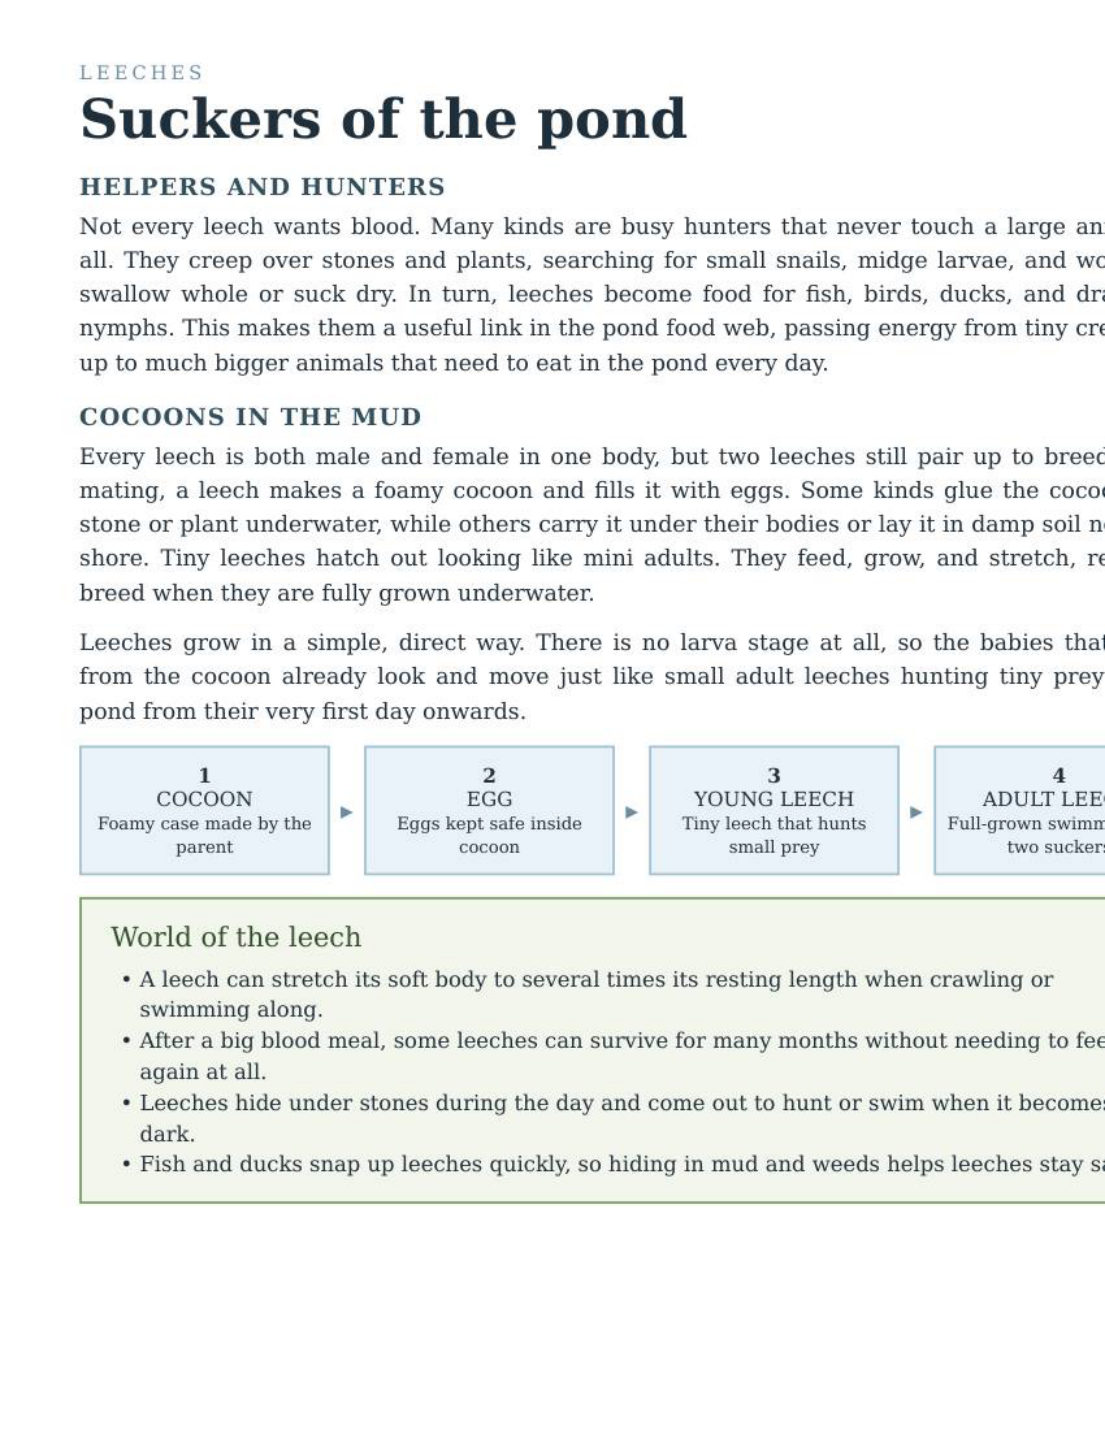 LEECHES
Suckers of the pond
HELPERS AND HUNTERS
Not every leech wants blood. Many kinds are busy hunters that never touch a large
all. They creep over stones and plants, searching for small snails, midge larvae, and
swallow whole or suck dry. In turn, leeches become food for fish, birds, ducks, and
nymphs. This makes them a useful link in the pond food web, passing energy from tiny
up to much bigger animals that need to eat in the pond every day.
COCOONS IN THE MUD
Every leech is both male and female in one body, but two leeches still pair up to breed
mating, a leech makes a foamy cocoon and fills it with eggs. Some kinds glue the
stone or plant underwater, while others carry it under their bodies or lay it in damp soil
shore. Tiny leeches hatch out looking like mini adults. They feed, grow, and stretch,
breed when they are fully grown underwater.
Leeches grow in a simple, direct way. There is no larva stage at all, so the babies that
from the cocoon already look and move just like small adult leeches hunting tiny prey
pond from their very first day onwards.
1
COCOON
Foamy case made by the
parent
2
EGG
Eggs kept safe inside
cocoon
3
YOUNG LEECH
Tiny leech that hunts
small prey
4
ADULT
Full-grown
two
World of the leech
• A leech can stretch its soft body to several times its resting length when crawling or
swimming along.
• After a big blood meal, some leeches can survive for many months without needing to
again at all.
• Leeches hide under stones during the day and come out to hunt or swim when it becomes
dark.
• Fish and ducks snap up leeches quickly, so hiding in mud and weeds helps leeches stay